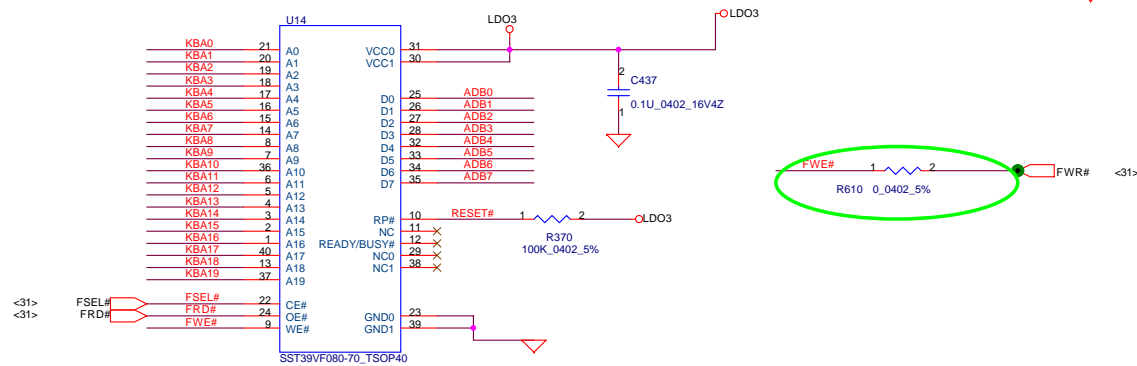 LDO3
U14
LDO3
KBA0 21 A0 VCC0 31
KBA1 20 A1 VCC1 30
KBA2 19 A2
KBA3 18 A3
2 C437
KBA4 17 A4 D0 25 ADB0
0.1U_0402_16V4Z
KBA5 16 A5 D1 26 ADB1
1
KBA6 15 A6 D2 27 ADB2
KBA7 14 A7 D3 28 ADB3
KBA8 8 A8 D4 32 ADB4
KBA9 7 A9 D5 33 ADB5
KBA10 36 A10 D6 34 ADB6
KBA11 6 A11 D7 35 ADB7
KBA12 5 A12
KBA13 4 A13
KBA14 3 A14 RP# 10 RESET# 1 2 LDO3
KBA15 2 A15 NC 11
R370
KBA16 1 A16 READY/BUSY# 12
100K_0402_5%
KBA17 40 A17 NC0 29
KBA18 13 A18 NC1 38
KBA19 37 A19
<31> FSEL# FSEL# 22 CE# GND0 23
<31> FRD# FRD# 24 OE# GND1 39
FWE# 9 WE#
SST39VF080-70_TSOP40
FWE# 1 2 FWR# <31>
R610 0_0402_5%